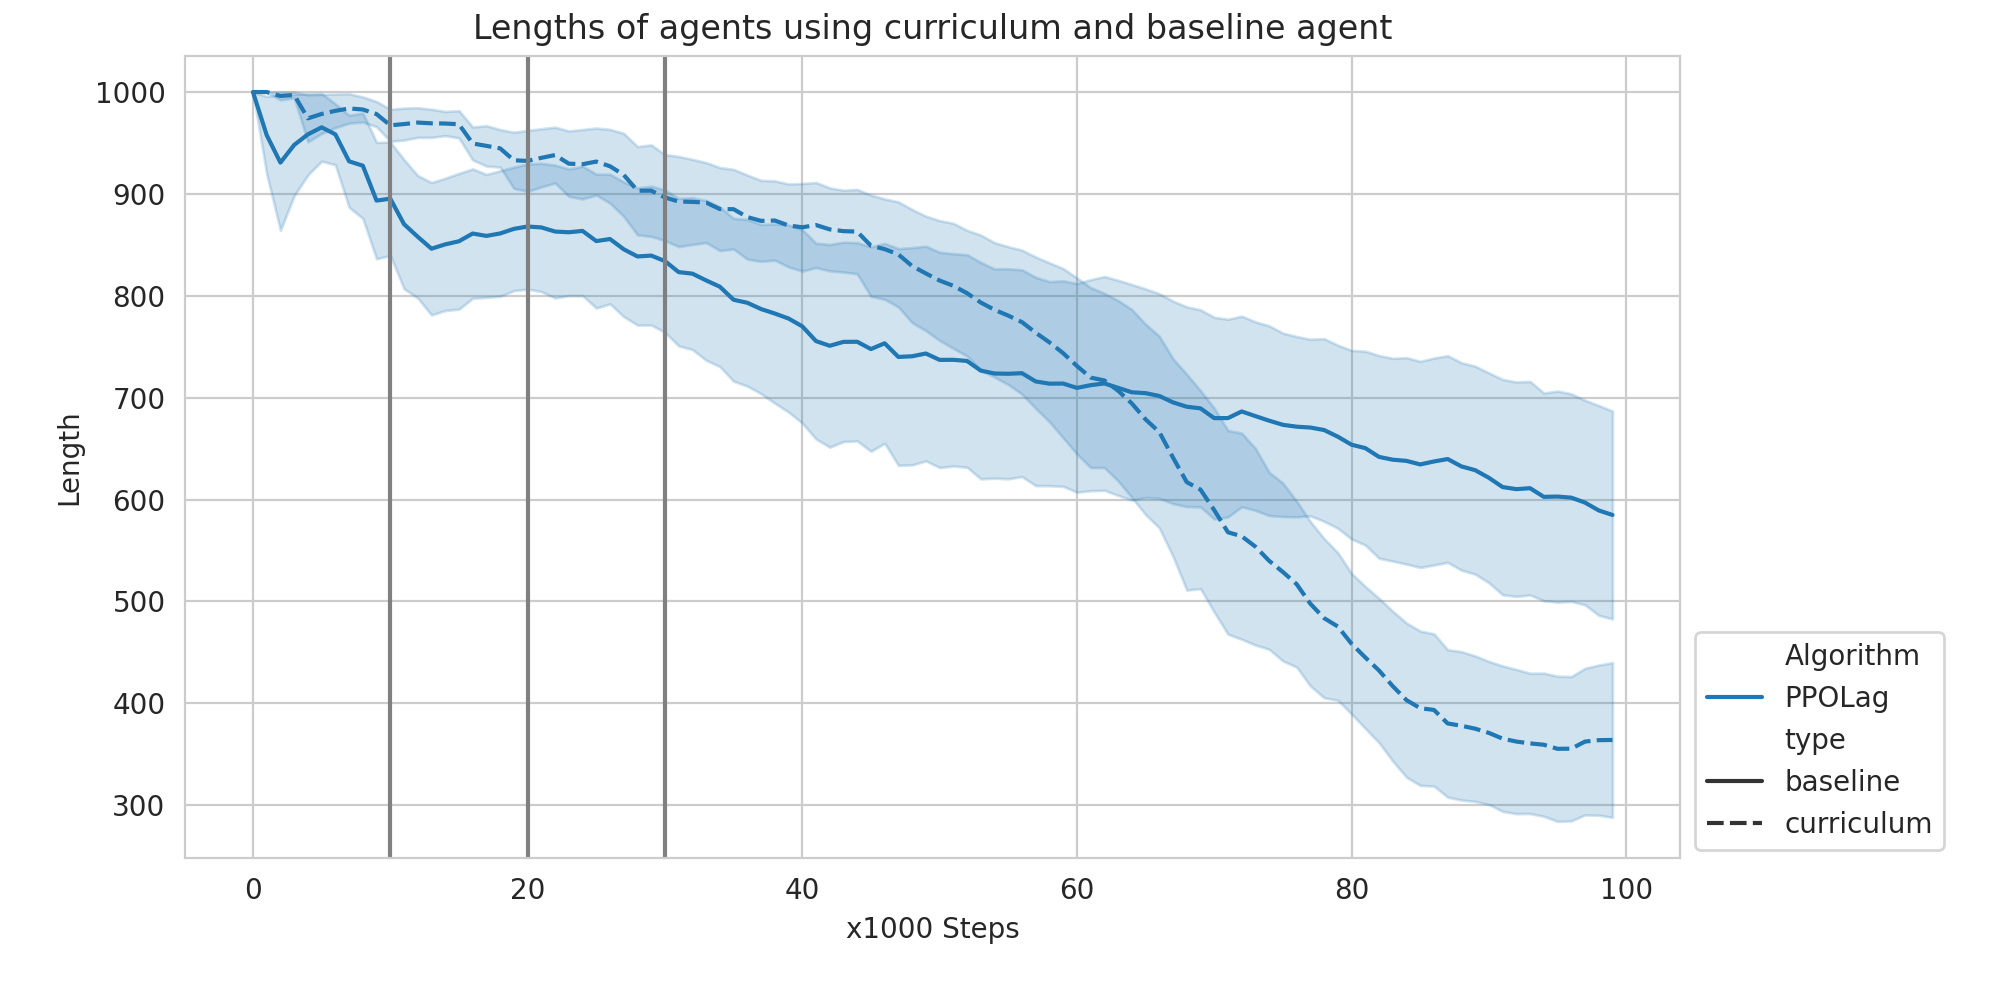 Lengths of agents using curriculum and baseline agent
1000
900
800
700
600
500
400
300
Length
0 20 40 60 80 100
x1000 Steps
Algorithm
PPOLag
type
baseline
curriculum